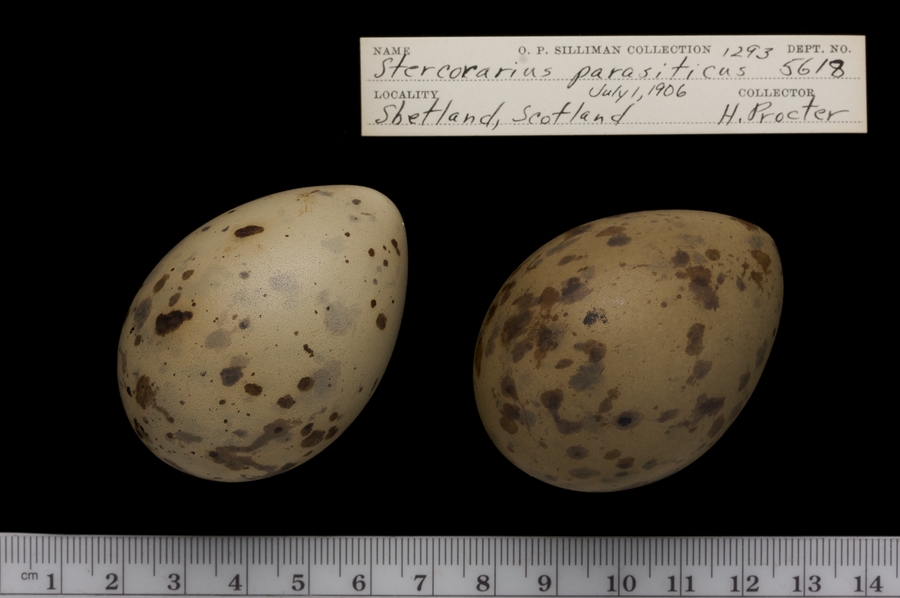 NAME O. P. SILLIMAN COLLECTION 1293 DEPT. NO.
Stercorarius parasiticus 5618
LOCALITY July 1, 1906 COLLECTOR
Shetland, Scotland H. Procter
cm 1 2 3 4 5 6 7 8 9 10 11 12 13 14